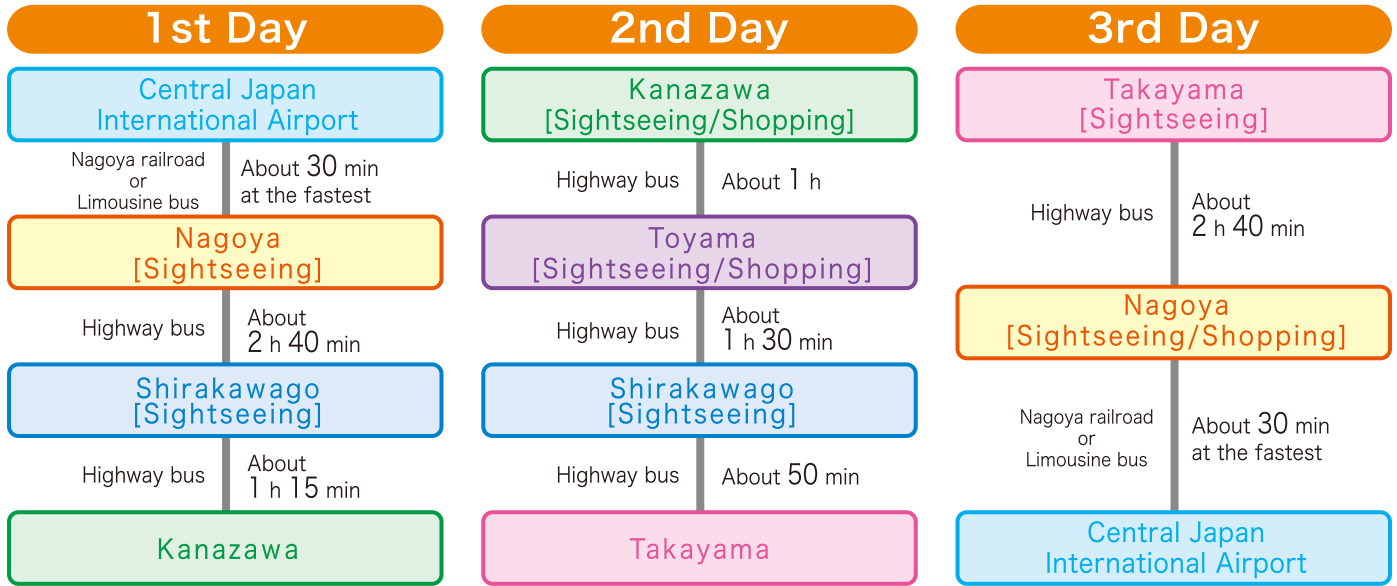 1st Day
Central Japan
International Airport
Nagoya railroad
or
Limousine bus
About 30 min
at the fastest
Nagoya
[Sightseeing]
Highway bus
About
2 h 40 min
Shirakawago
[Sightseeing]
Highway bus
About
1 h 15 min
Kanazawa
2nd Day
Kanazawa
[Sightseeing/Shopping]
Highway bus
About 1 h
Toyama
[Sightseeing/Shopping]
Highway bus
About
1 h 30 min
Shirakawago
[Sightseeing]
Highway bus
About 50 min
Takayama
3rd Day
Takayama
[Sightseeing]
Highway bus
About
2 h 40 min
Nagoya
[Sightseeing/Shopping]
Nagoya railroad
or
Limousine bus
About 30 min
at the fastest
Central Japan
International Airport